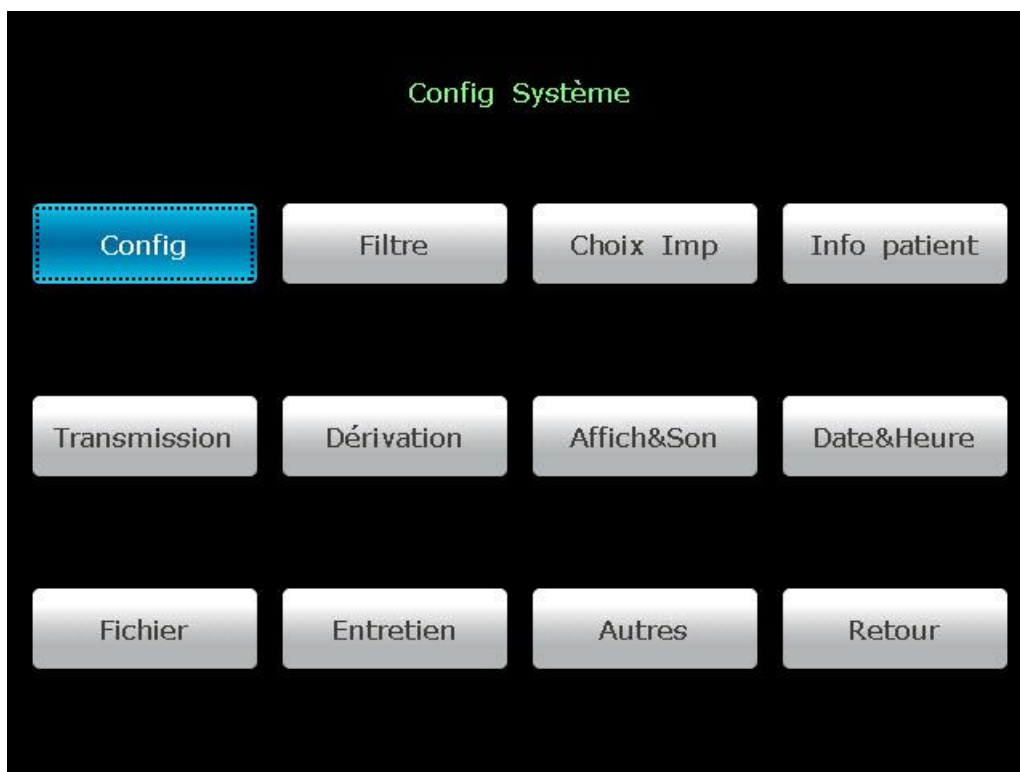 Config Système
Config Filtre Choix Imp Info patient
Transmission Dérivation Affich&Son Date&Heure
Fichier Entretien Autres Retour